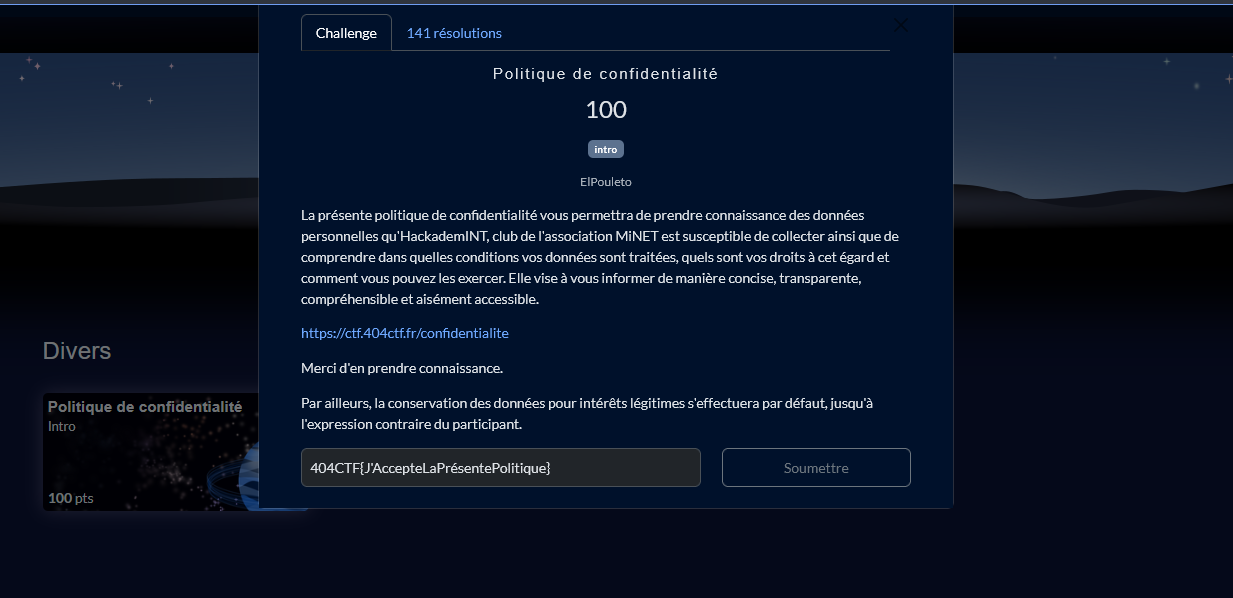 Challenge
141 résolutions
Politique de confidentialité
100
intro
ElPouleto
La présente politique de confidentialité vous permettra de prendre connaissance des données
personnelles qu'HackademINT, club de l'association MiNET est susceptible de collecter ainsi que de
comprendre dans quelles conditions vos données sont traitées, quels sont vos droits à cet égard et
comment vous pouvez les exercer. Elle vise à vous informer de manière concise, transparente,
compréhensible et aisément accessible.
https://ctf.404ctf.fr/confidentialite
Merci d'en prendre connaissance.
Par ailleurs, la conservation des données pour intérêts légitimes s'effectuera par défaut, jusqu'à
l'expression contraire du participant.
404CTF{J'AccepteLaPrésentePolitique}
Soumettre
Divers
Politique de confidentialité
Intro
100 pts